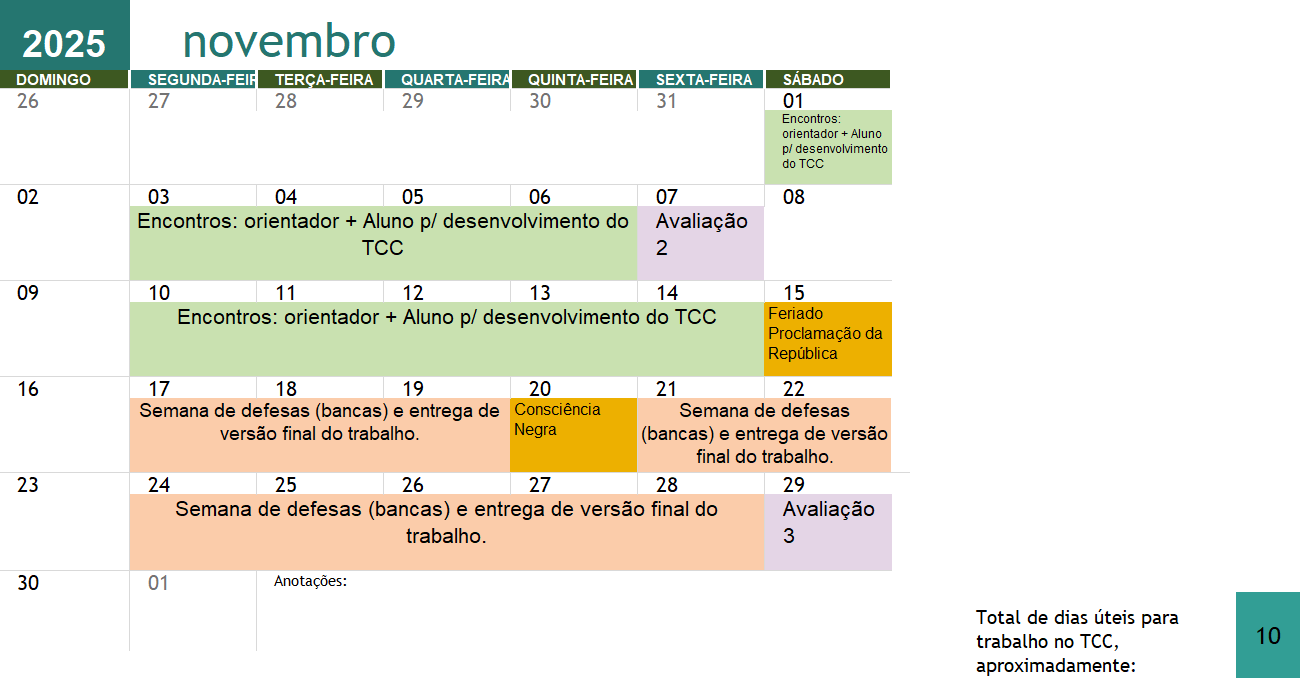 2025
novembro
DOMINGO SEGUNDA-FEIR TERÇA-FEIRA QUARTA-FEIRA QUINTA-FEIRA SEXTA-FEIRA SÁBADO
26 27 28 29 30 31 01
Encontros:
orientador + Aluno
p/ desenvolvimento
do TCC
02 03 04 05 06 07 08
Encontros: orientador + Aluno p/ desenvolvimento do
TCC
Avaliação
2
09 10 11 12 13 14 15
Encontros: orientador + Aluno p/ desenvolvimento do TCC
Feriado
Proclamação da
República
16 17 18 19 20 21 22
Semana de defesas (bancas) e entrega de
versão final do trabalho.
Consciência
Negra
Semana de defesas
(bancas) e entrega de versão
final do trabalho.
23 24 25 26 27 28 29
Semana de defesas (bancas) e entrega de versão final do
trabalho.
Avaliação
3
30 01
Anotações:
Total de dias úteis para
trabalho no TCC,
aproximadamente:
10